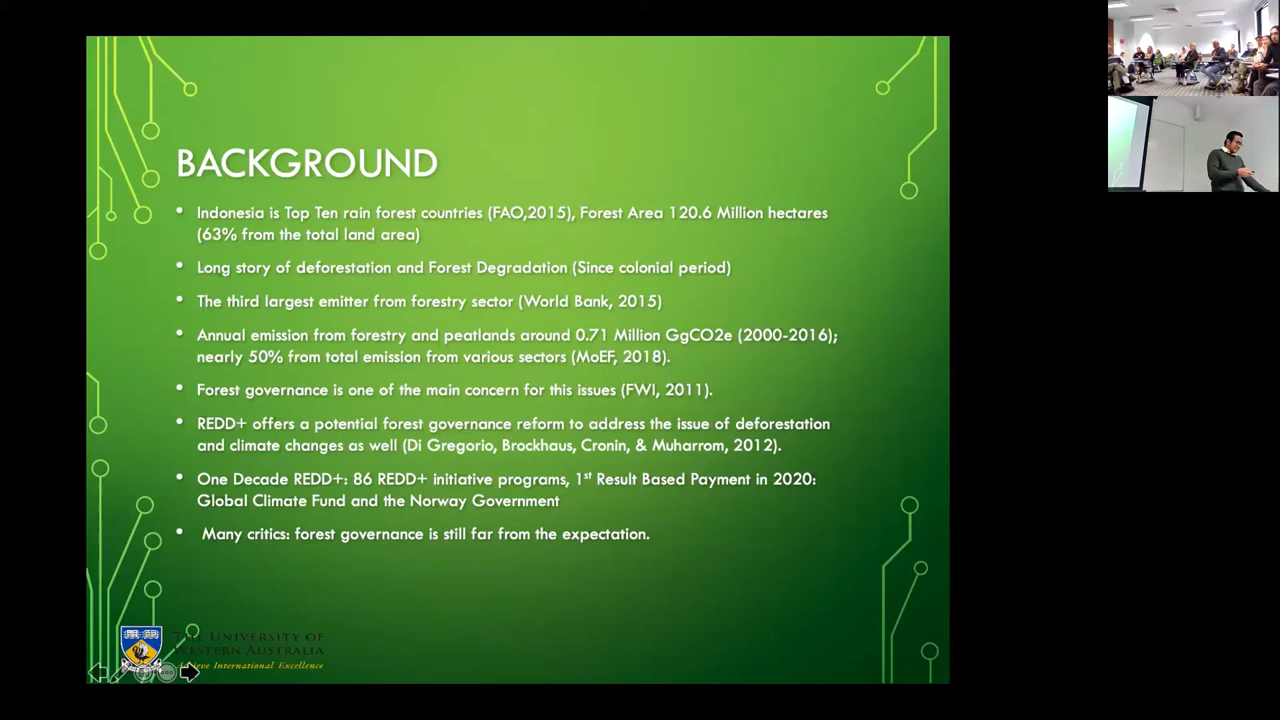 BACKGROUND
• Indonesia is Top Ten rain forest countries (FAO,2015), Forest Area 120.6 Million hectares
(63% from the total land area)
• Long story of deforestation and Forest Degradation (Since colonial period)
• The third largest emitter from forestry sector (World Bank, 2015)
• Annual emission from forestry and peatlands around 0.71 Million GgCO2e (2000-2016);
nearly 50% from total emission from various sectors (MoEF, 2018).
• Forest governance is one of the main concern for this issues (FWI, 2011).
• REDD+ offers a potential forest governance reform to address the issue of deforestation
and climate changes as well (Di Gregorio, Brockhaus, Cronin, & Muharrom, 2012).
• One Decade REDD+: 86 REDD+ initiative programs, 1st Result Based Payment in 2020:
Global Climate Fund and the Norway Government
• Many critics: forest governance is still far from the expectation.
THE UNIVERSITY OF
WESTERN AUSTRALIA
Achieve International Excellence